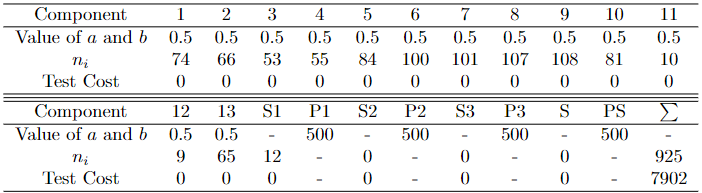 Component 1 2 3 4 5 6 7 8 9 10 11
Value of a and b 0.5 0.5 0.5 0.5 0.5 0.5 0.5 0.5 0.5 0.5 0.5
n_i 74 66 53 55 84 100 101 107 108 81 10
Test Cost 0 0 0 0 0 0 0 0 0 0 0
Component 12 13 S1 P1 S2 P2 S3 P3 S PS ∑
Value of a and b 0.5 0.5 - 500 - 500 - 500 - 500 -
n_i 9 65 12 - 0 - 0 - 0 - 925
Test Cost 0 0 0 - 0 - 0 - 0 - 7902